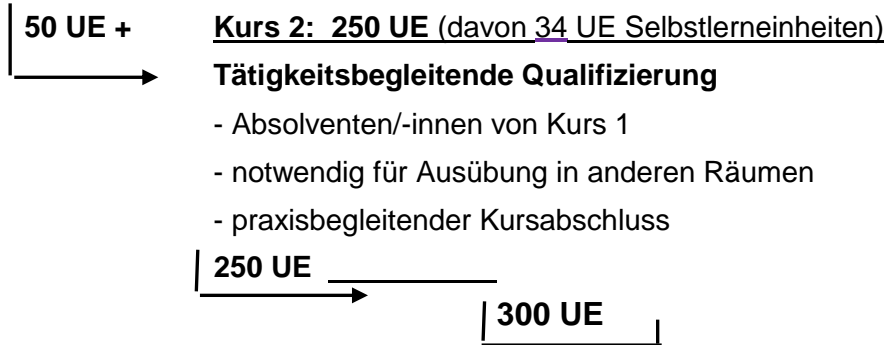 50 UE + Kurs 2: 250 UE (davon 34 UE Selbstlerneinheiten)
Tätigkeitsbegleitende Qualifizierung
- Absolventen/-innen von Kurs 1
- notwendig für Ausübung in anderen Räumen
- praxisbegleitender Kursabschluss
250 UE
300 UE